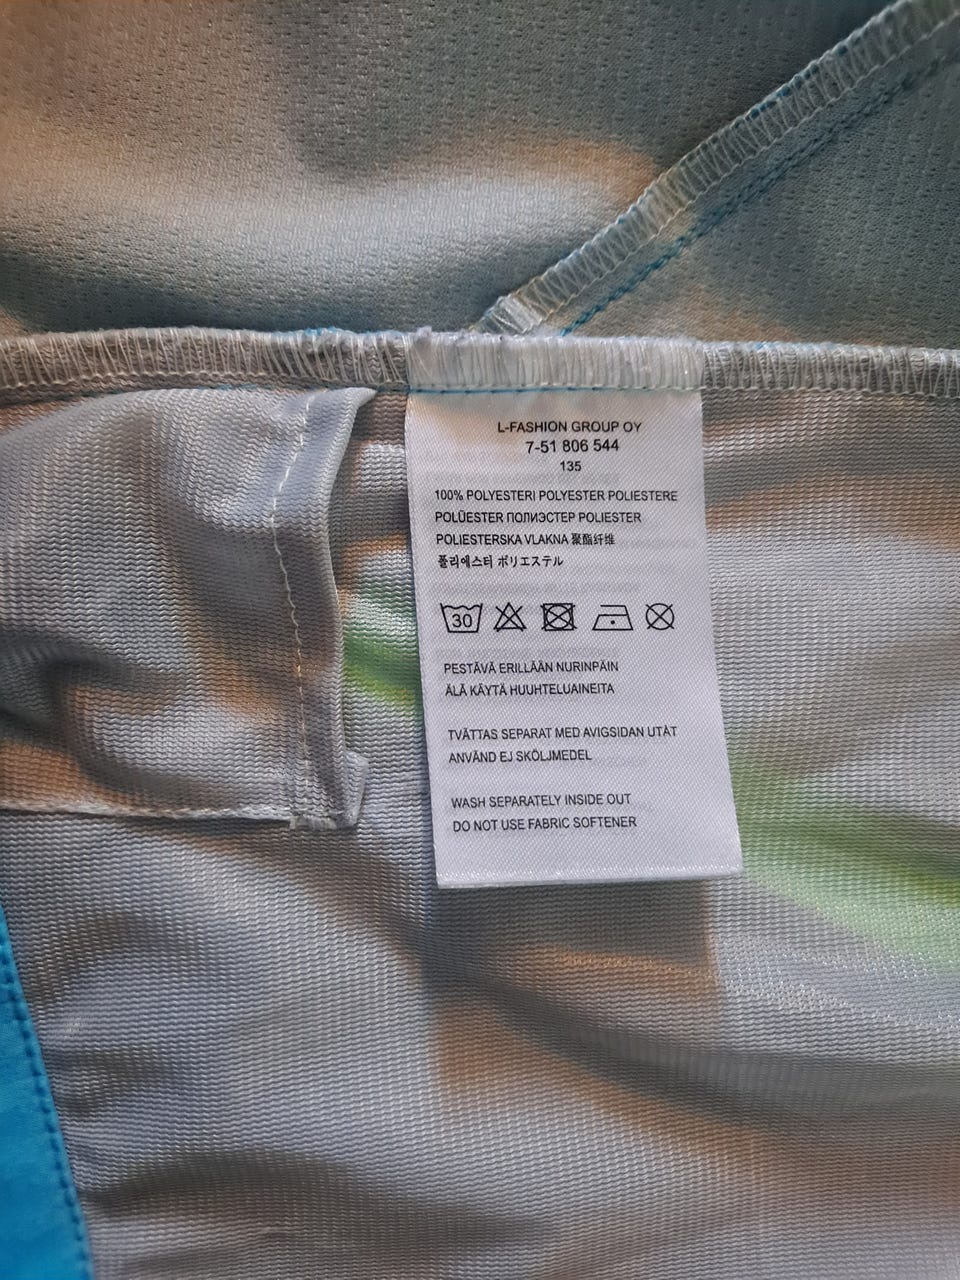 L-FASHION GROUP OY
7-51 806 544
135
100% POLYESTERI POLYESTER POLIESTERE
POLÜESTER ПОЛИЭСТЕР POLIESTER
POLIESTERSKA VLAKNA 聚酯纤维
폴리에스터 ポリエステル
30
PESTÄVÄ ERILLÄÄN NURINPÄIN
ÄLÄ KÄYTÄ HUUHTELUAINEITA
TVÄTTAS SEPARAT MED AVIGSIDAN UTÅT
ANVÄND EJ SKÖLJMEDEL
WASH SEPARATELY INSIDE OUT
DO NOT USE FABRIC SOFTENER